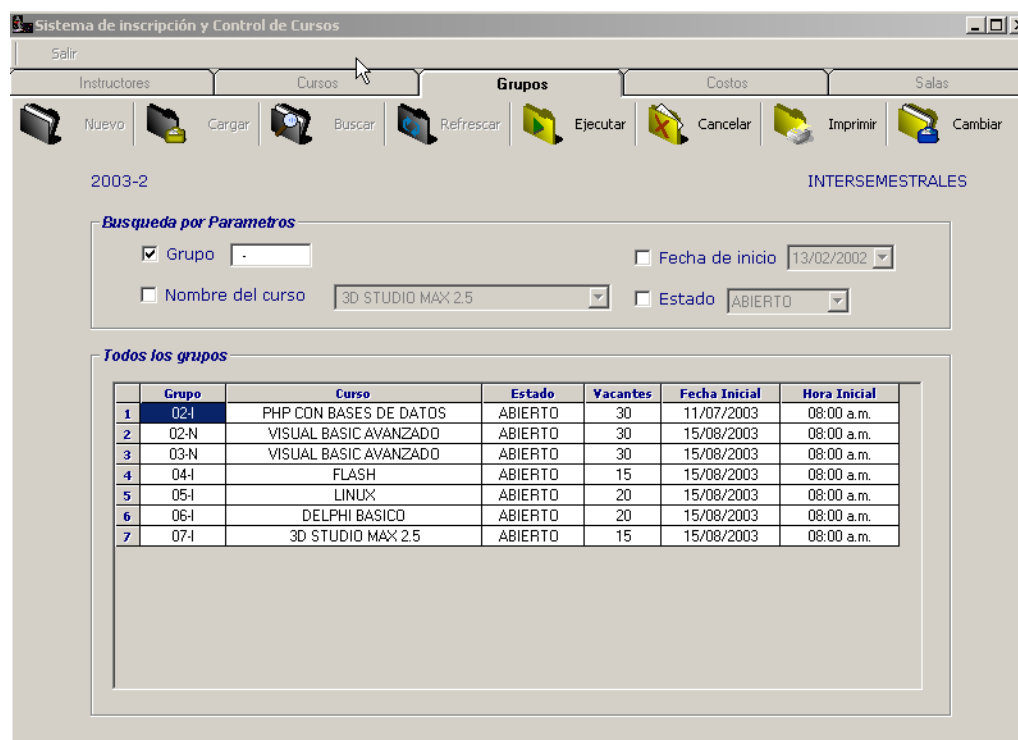 Sistema de inscripción y Control de Cursos
Salir
Instructores Cursos Grupos Costos Salas
Nuevo Cargar Buscar Refrescar Ejecutar Cancelar Imprimir Cambiar
2003-2 INTERSEMESTRALES
Busqueda por Parametros
Grupo - Fecha de inicio 13/02/2002
Nombre del curso 3D STUDIO MAX 2.5 Estado ABIERTO
Todos los grupos
Grupo Curso Estado Vacantes Fecha Inicial Hora Inicial
1 02-I PHP CON BASES DE DATOS ABIERTO 30 11/07/2003 08:00 a.m.
2 02-N VISUAL BASIC AVANZADO ABIERTO 30 15/08/2003 08:00 a.m.
3 03-N VISUAL BASIC AVANZADO ABIERTO 30 15/08/2003 08:00 a.m.
4 04-I FLASH ABIERTO 15 15/08/2003 08:00 a.m.
5 05-I LINUX ABIERTO 20 15/08/2003 08:00 a.m.
6 06-I DELPHI BASICO ABIERTO 20 15/08/2003 08:00 a.m.
7 07-I 3D STUDIO MAX 2.5 ABIERTO 15 15/08/2003 08:00 a.m.